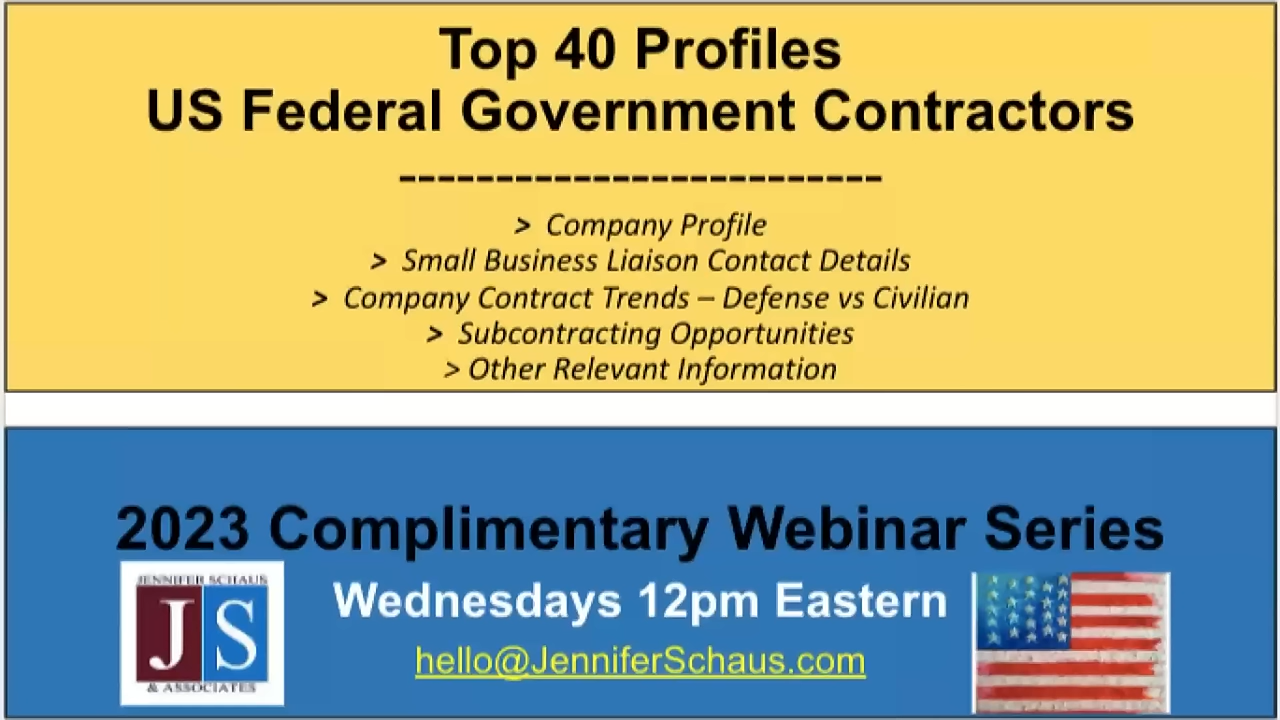 Top 40 Profiles
US Federal Government Contractors
-------------------------
> Company Profile
> Small Business Liaison Contact Details
> Company Contract Trends – Defense vs Civilian
> Subcontracting Opportunities
> Other Relevant Information
2023 Complimentary Webinar Series
Wednesdays 12pm Eastern
hello@JenniferSchaus.com
JENNIFER SCHAUS
JS
& ASSOCIATES